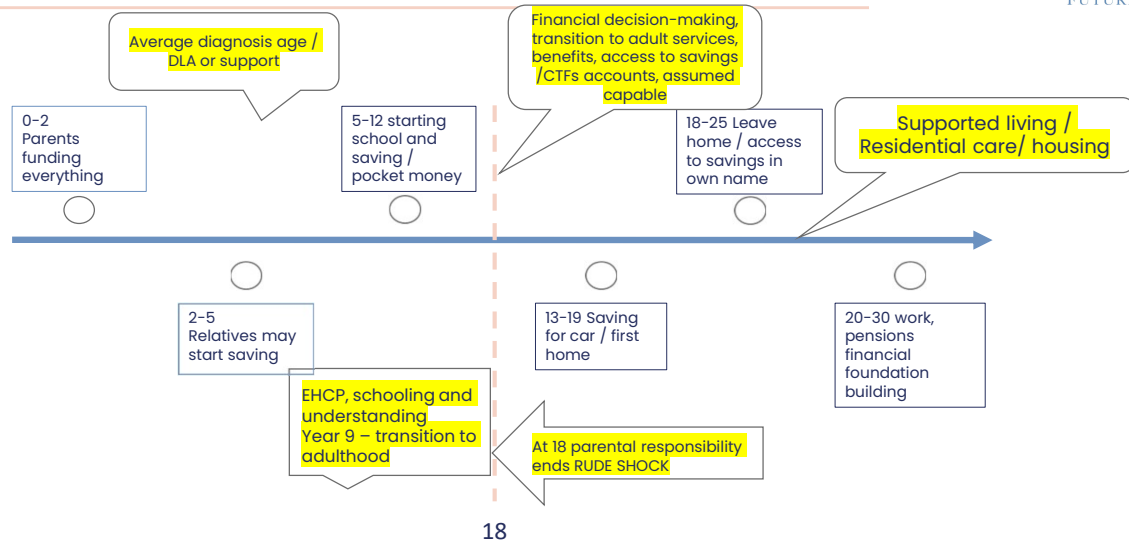 FUTUR
Average diagnosis age /
DLA or support
Financial decision-making,
transition to adult services,
benefits, access to savings
/CTFs accounts, assumed
capable
0-2
Parents
funding
everything
5-12 starting
school and
saving /
pocket money
18-25 Leave
home / access
to savings in
own name
Supported living /
Residential care/ housing
2-5
Relatives may
start saving
13-19 Saving
for car / first
home
20-30 work,
pensions
financial
foundation
building
EHCP, schooling and
understanding
Year 9 – transition to
adulthood
At 18 parental responsibility
ends RUDE SHOCK
18